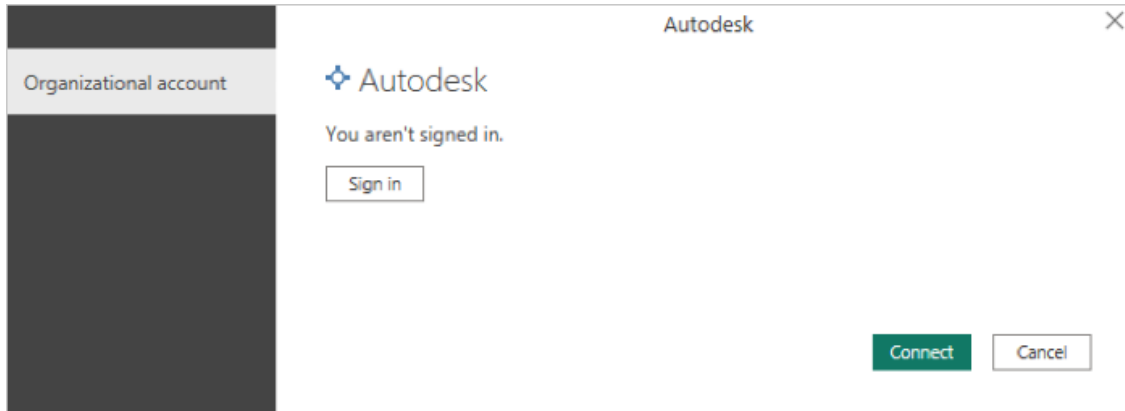 Autodesk
Organizational account
Autodesk
You aren't signed in.
Sign in
Connect
Cancel